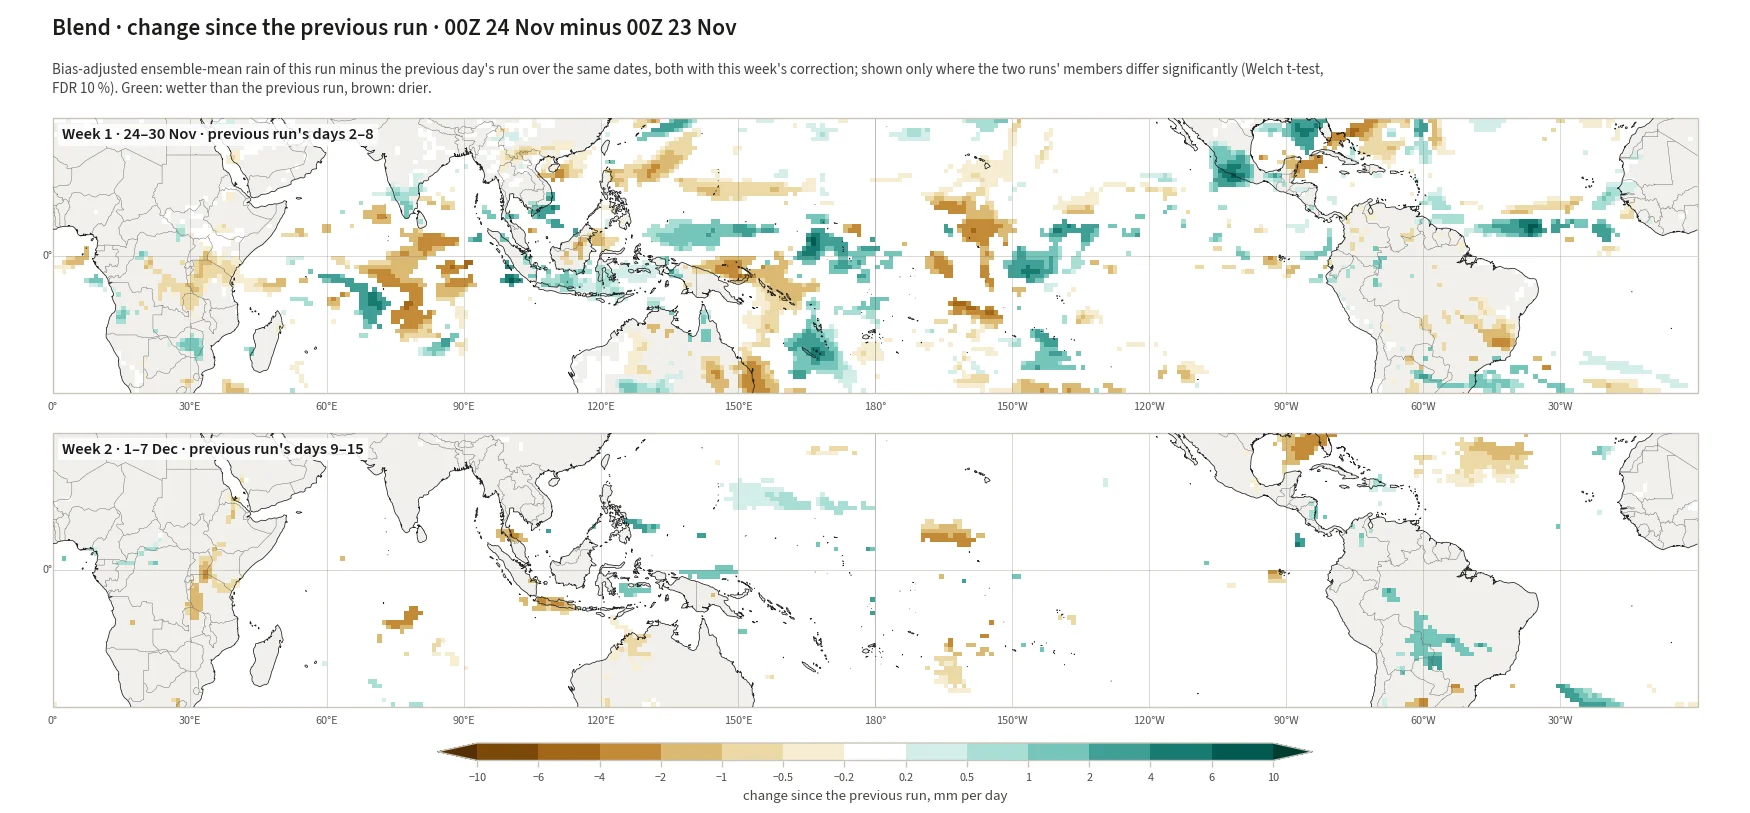 Blend · change since the previous run · 00Z 24 Nov minus 00Z 23 Nov
Bias-adjusted ensemble-mean rain of this run minus the previous day's run over the same dates, both with this week's correction; shown only where the two runs' members differ significantly (Welch t-test,
FDR 10 %). Green: wetter than the previous run, brown: drier.
Week 1 · 24–30 Nov · previous run's days 2–8
0°
0° 30°E 60°E 90°E 120°E 150°E 180° 150°W 120°W 90°W 60°W 30°W
Week 2 · 1–7 Dec · previous run's days 9–15
0°
0° 30°E 60°E 90°E 120°E 150°E 180° 150°W 120°W 90°W 60°W 30°W
−10 −6 −4 −2 −1 −0.5 −0.2 0.2 0.5 1 2 4 6 10
change since the previous run, mm per day